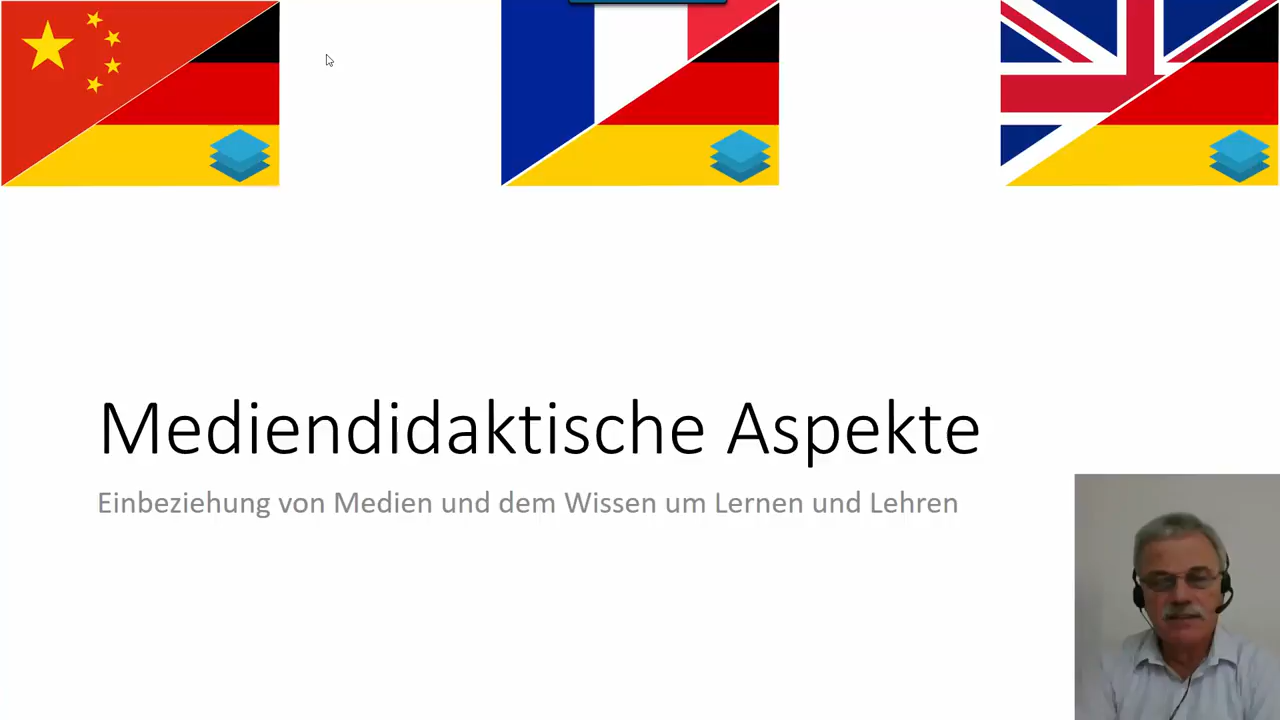 Mediendidaktische Aspekte
Einbeziehung von Medien und dem Wissen um Lernen und Lehren